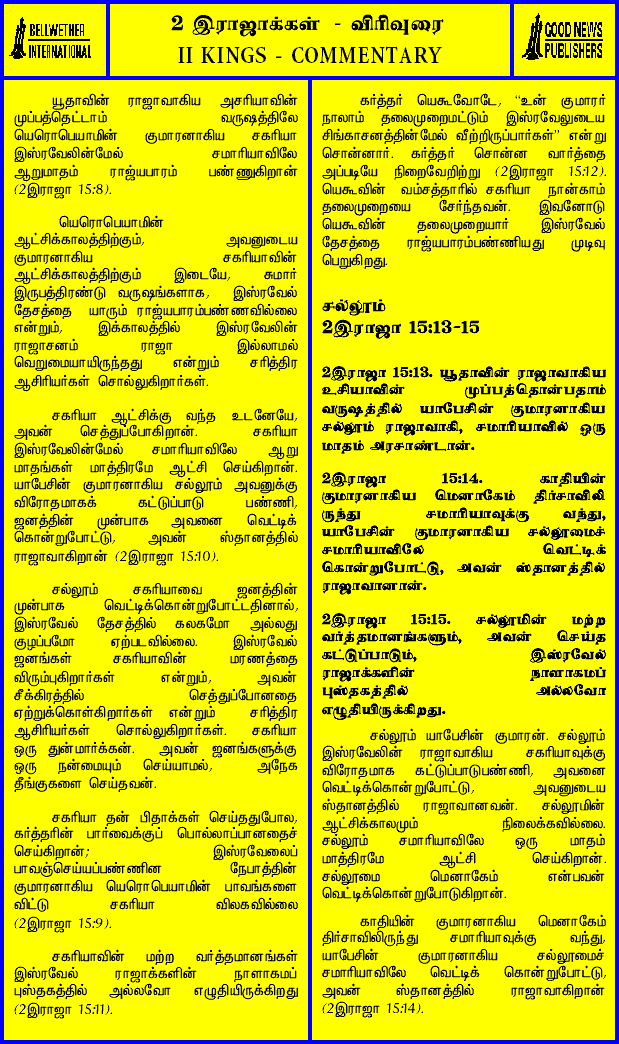 BELLWETHER
INTERNATIONAL
2 இராஜாக்கள் - விரிவுரை
II KINGS - COMMENTARY
GOOD NEWS
PUBLISHERS
யூதாவின் ராஜாவாகிய அசரியாவின்
முப்பத்தெட்டாம் வருஷத்திலே
யெரொபெயாமின் குமாரனாகிய சகரியா
இஸ்ரவேலின்மேல் சமாரியாவிலே
ஆறுமாதம் ராஜ்யபாரம் பண்ணுகிறான்
(2இராஜா 15:8).
யெரொபெயாமின்
ஆட்சிக்காலத்திற்கும், அவனுடைய
குமாரனாகிய சகரியாவின்
ஆட்சிக்காலத்திற்கும் இடையே, சுமார்
இருபத்திரண்டு வருஷங்களாக, இஸ்ரவேல்
தேசத்தை யாரும் ராஜ்யபாரம்பண்ணவில்லை
என்றும், இக்காலத்தில் இஸ்ரவேலின்
ராஜாசனம் ராஜா இல்லாமல்
வெறுமையாயிருந்தது என்றும் சரித்திர
ஆசிரியர்கள் சொல்லுகிறார்கள்.
சகரியா ஆட்சிக்கு வந்த உடனேயே,
அவன் செத்துப்போகிறான். சகரியா
இஸ்ரவேலின்மேல் சமாரியாவிலே ஆறு
மாதங்கள் மாத்திரமே ஆட்சி செய்கிறான்.
யாபேசின் குமாரனாகிய சல்லூம் அவனுக்கு
விரோதமாகக் கட்டுப்பாடு பண்ணி,
ஜனத்தின் முன்பாக அவனை வெட்டிக்
கொன்றுபோட்டு, அவன் ஸ்தானத்தில்
ராஜாவாகிறான் (2இராஜா 15:10).
சல்லூம் சகரியாவை ஜனத்தின்
முன்பாக வெட்டிக்கொன்றுபோட்டதினால்,
இஸ்ரவேல் தேசத்தில் கலகமோ அல்லது
குழப்பமோ ஏற்படவில்லை. இஸ்ரவேல்
ஜனங்கள் சகரியாவின் மரணத்தை
விரும்புகிறார்கள் என்றும், அவன்
சீக்கிரத்தில் செத்துப்போனதை
ஏற்றுக்கொள்கிறார்கள் என்றும் சரித்திர
ஆசிரியர்கள் சொல்லுகிறார்கள். சகரியா
ஒரு துன்மார்க்கன். அவன் ஜனங்களுக்கு
ஒரு நன்மையும் செய்யாமல், அநேக
தீங்குகளை செய்தவன்.
சகரியா தன் பிதாக்கள் செய்ததுபோல,
கர்த்தரின் பார்வைக்குப் பொல்லாப்பானதைச்
செய்கிறான்; இஸ்ரவேலைப்
பாவஞ்செய்யப்பண்ணின நேபாத்தின்
குமாரனாகிய யெரொபெயாமின் பாவங்களை
விட்டு சகரியா விலகவில்லை
(2இராஜா 15:9).
சகரியாவின் மற்ற வர்த்தமானங்கள்
இஸ்ரவேல் ராஜாக்களின் நாளாகமப்
புஸ்தகத்தில் அல்லவோ எழுதியிருக்கிறது
(2இராஜா 15:11).
கர்த்தர் யெகூவோடே, "உன் குமாரர்
நாலாம் தலைமுறைமட்டும் இஸ்ரவேலுடைய
சிங்காசனத்தின்மேல் வீற்றிருப்பார்கள்" என்று
சொன்னார். கர்த்தர் சொன்ன வார்த்தை
அப்படியே நிறைவேறிற்று (2இராஜா 15:12).
யெகூவின் வம்சத்தாரில் சகரியா நான்காம்
தலைமுறையை சேர்ந்தவன். இவனோடு
யெகூவின் தலைமுறையார் இஸ்ரவேல்
தேசத்தை ராஜ்யபாரம்பண்ணியது முடிவு
பெறுகிறது.
சல்லூம்
2இராஜா 15:13-15
2இராஜா 15:13. யூதாவின் ராஜாவாகிய
உசியாவின் முப்பத்தொன்பதாம்
வருஷத்தில் யாபேசின் குமாரனாகிய
சல்லூம் ராஜாவாகி, சமாரியாவில் ஒரு
மாதம் அரசாண்டான்.
2இராஜா 15:14. காதியின்
குமாரனாகிய மெனாகேம் திர்சாவிலி
ருந்து சமாரியாவுக்கு வந்து,
யாபேசின் குமாரனாகிய சல்லூமைச்
சமாரியாவிலே வெட்டிக்
கொன்றுபோட்டு, அவன் ஸ்தானத்தில்
ராஜாவானான்.
2இராஜா 15:15. சல்லூமின் மற்ற
வர்த்தமானங்களும், அவன் செய்த
கட்டுப்பாடும், இஸ்ரவேல்
ராஜாக்களின் நாளாகமப்
புஸ்தகத்தில் அல்லவோ
எழுதியிருக்கிறது.
சல்லூம் யாபேசின் குமாரன். சல்லூம்
இஸ்ரவேலின் ராஜாவாகிய சகரியாவுக்கு
விரோதமாக கட்டுப்பாடுபண்ணி, அவனை
வெட்டிக்கொன்றுபோட்டு, அவனுடைய
ஸ்தானத்தில் ராஜாவானவன். சல்லூமின்
ஆட்சிக்காலமும் நிலைக்கவில்லை.
சல்லூம் சமாரியாவிலே ஒரு மாதம்
மாத்திரமே ஆட்சி செய்கிறான்.
சல்லூமை மெனாகேம் என்பவன்
வெட்டிக்கொன்றுபோடுகிறான்.
காதியின் குமாரனாகிய மெனாகேம்
திர்சாவிலிருந்து சமாரியாவுக்கு வந்து,
யாபேசின் குமாரனாகிய சல்லூமைச்
சமாரியாவிலே வெட்டிக் கொன்றுபோட்டு,
அவன் ஸ்தானத்தில் ராஜாவாகிறான்
(2இராஜா 15:14).